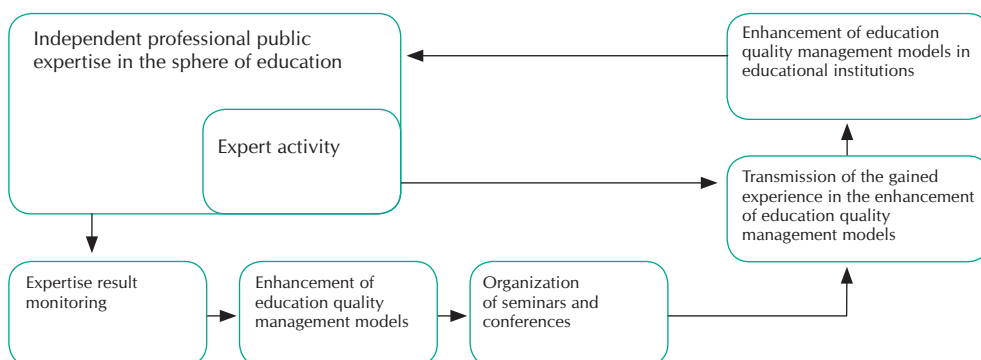 Independent professional public
expertise in the sphere of education
Expert activity
Enhancement of education
quality management models in
educational institutions
Transmission of the gained
experience in the enhancement
of education quality
management models
Expertise result
monitoring
Enhancement of
education quality
management models
Organization
of seminars and
conferences